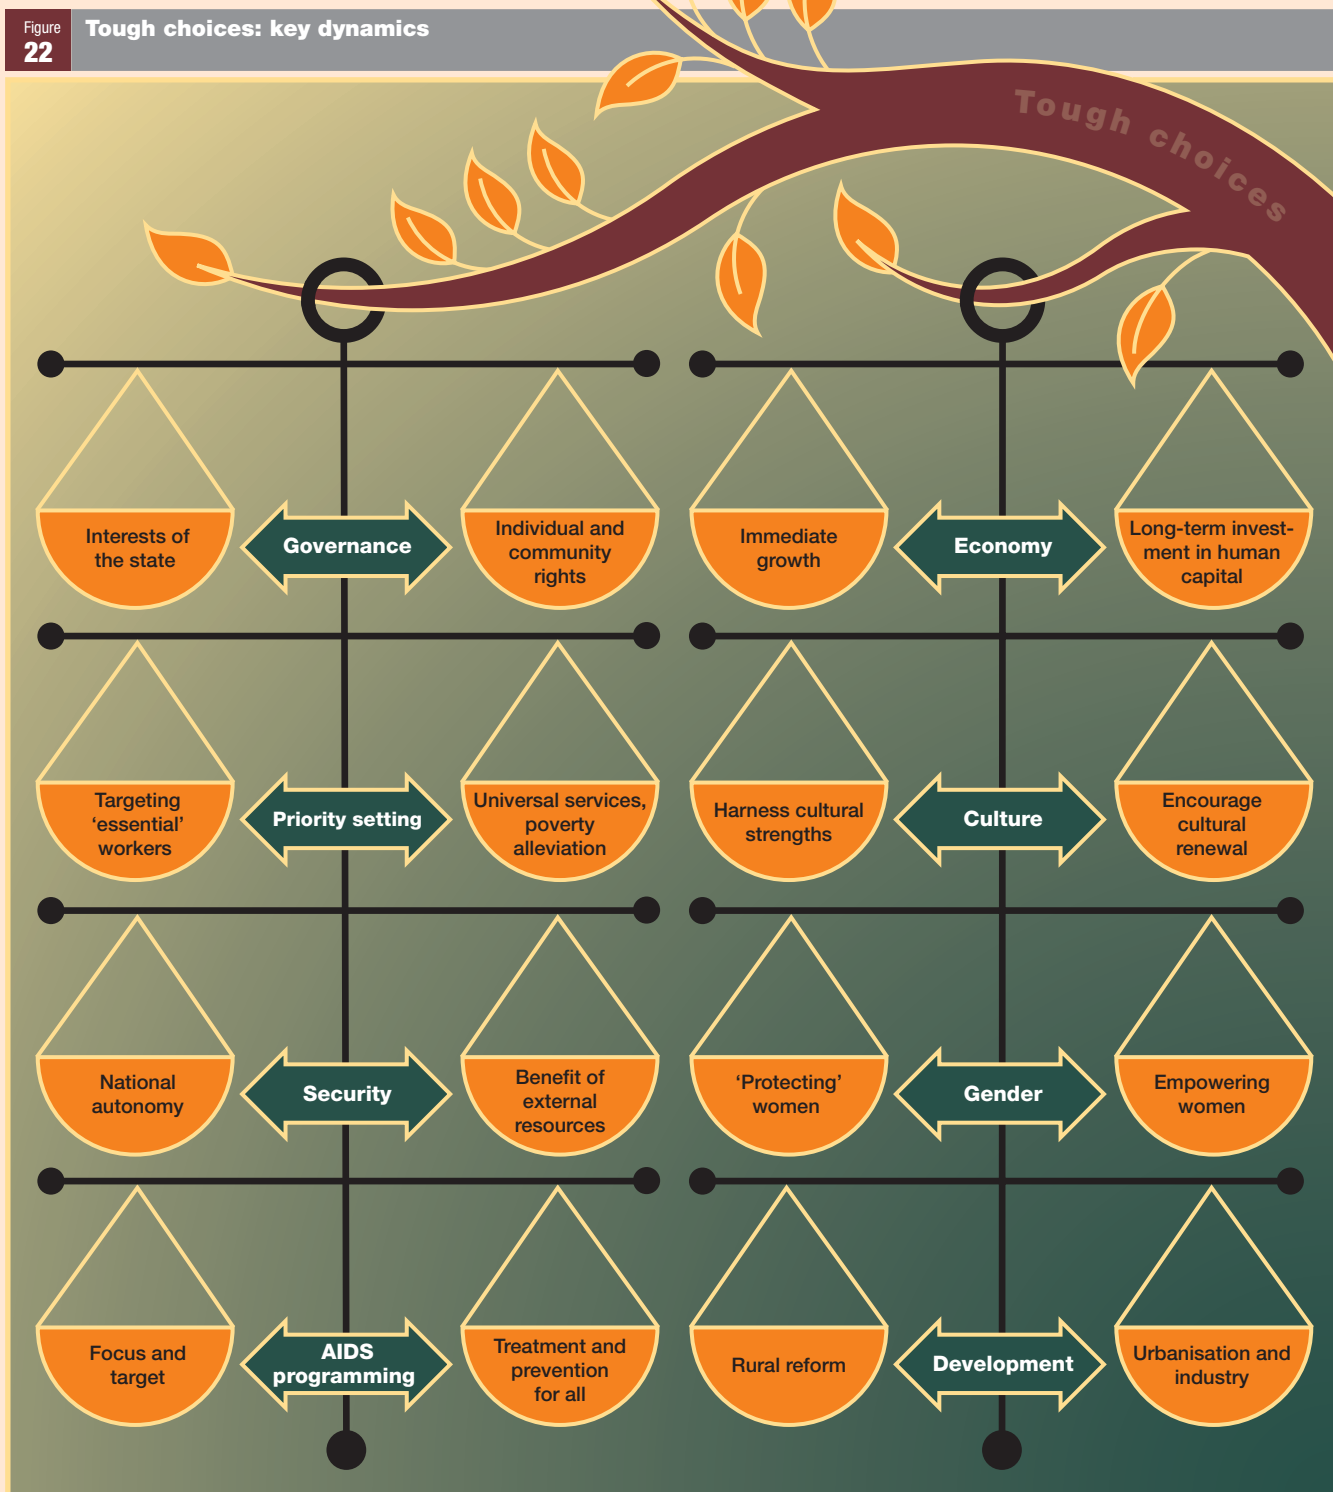 Figure
22
Tough choices: key dynamics
Tough choices
Interests of
the state
Governance
Individual and
community
rights
Immediate
growth
Economy
Long-term invest-
ment in human
capital
Targeting
‘essential’
workers
Priority setting
Universal services,
poverty
alleviation
Harness cultural
strengths
Culture
Encourage
cultural
renewal
National
autonomy
Security
Benefit of
external
resources
‘Protecting’
women
Gender
Empowering
women
Focus and
target
AIDS
programming
Treatment and
prevention
for all
Rural reform
Development
Urbanisation and
industry